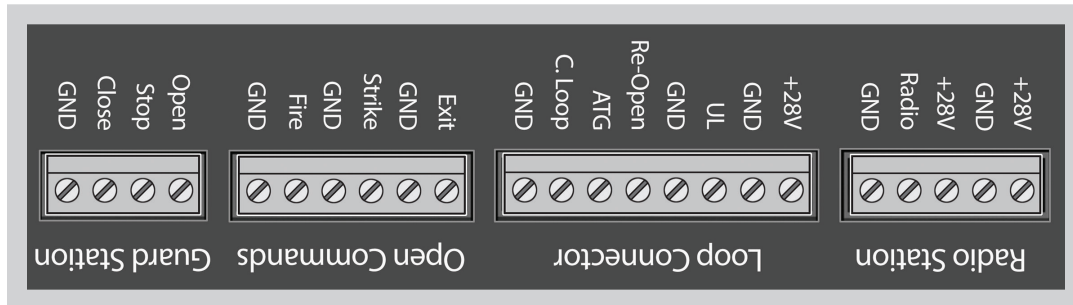 GND
Close
Stop
Open
GND
Fire
GND
Strike
GND
Exit
GND
C. Loop
ATG
Re-Open
GND
UL
GND
+28V
GND
Radio
+28V
GND
+28V
Guard Station
Open Commands
Loop Connector
Radio Station